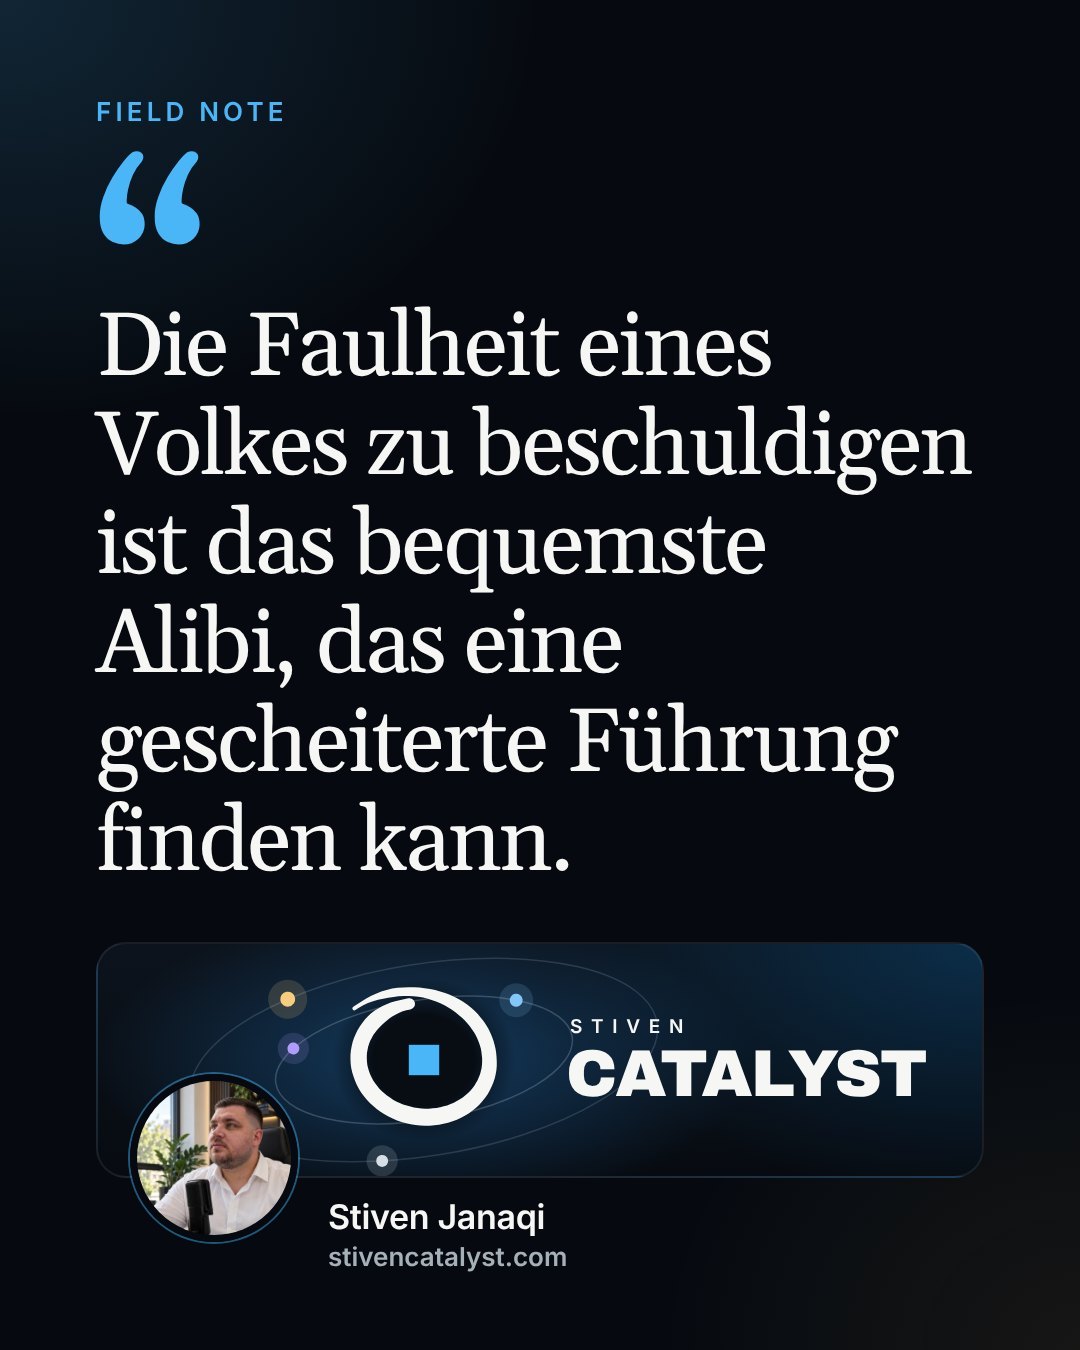 FIELD NOTE
“
Die Faulheit eines
Volkes zu beschuldigen
ist das bequemste
Alibi, das eine
gescheiterte Führung
finden kann.
STIVEN
CATALYST
Stiven Janaqi
stivencatalyst.com